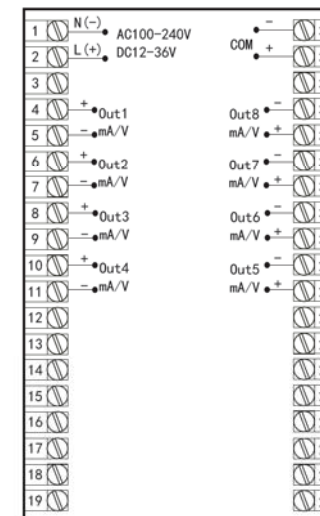 1 N(-) AC100-240V -
2 L(+) DC12-36V COM +
3
4 + Out1 Out8 -
5 - mA/V mA/V +
6 + Out2 Out7 -
7 - mA/V mA/V +
8 + Out3 Out6 -
9 - mA/V mA/V +
10 + Out4 Out5 -
11 - mA/V mA/V +
12
13
14
15
16
17
18
19